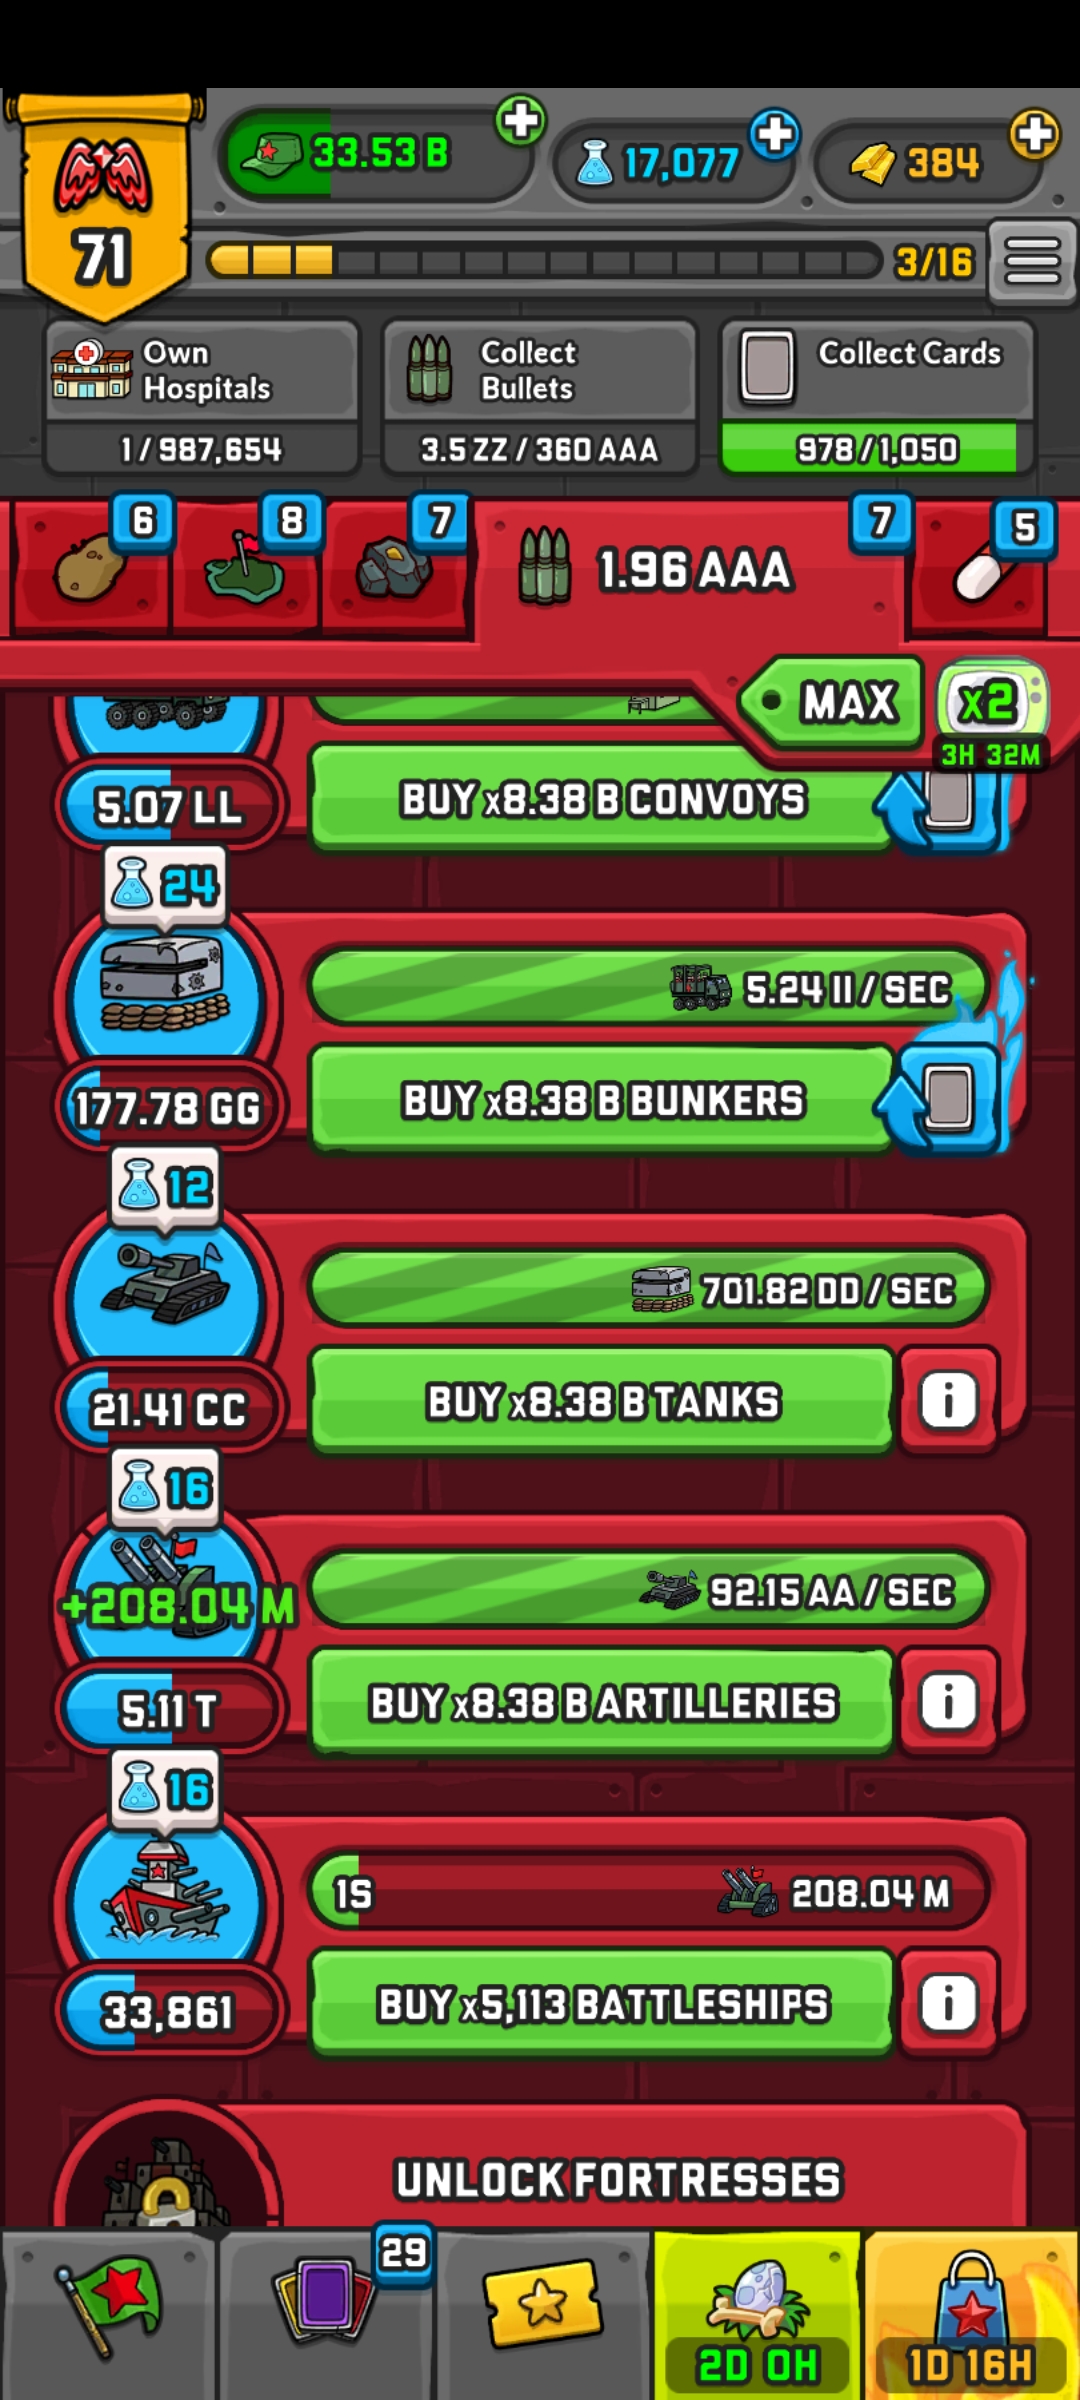 33.53 B
17,077
384
71
3/16
Own
Hospitals
1 / 987,654
Collect
Bullets
3.5 ZZ / 360 AAA
Collect Cards
978 / 1,050
6
8
7
1.96 AAA
7
5
MAX
x2
3H 32M
5.07 LL
BUY x8.38 B CONVOYS
24
5.24 II / SEC
177.78 GG
BUY x8.38 B BUNKERS
12
701.82 DD / SEC
21.41 CC
BUY x8.38 B TANKS
i
16
+208.04 M
92.15 AA / SEC
5.11 T
BUY x8.38 B ARTILLERIES
i
16
1S
208.04 M
33,861
BUY x5,113 BATTLESHIPS
i
UNLOCK FORTRESSES
29
2D 0H
1D 16H